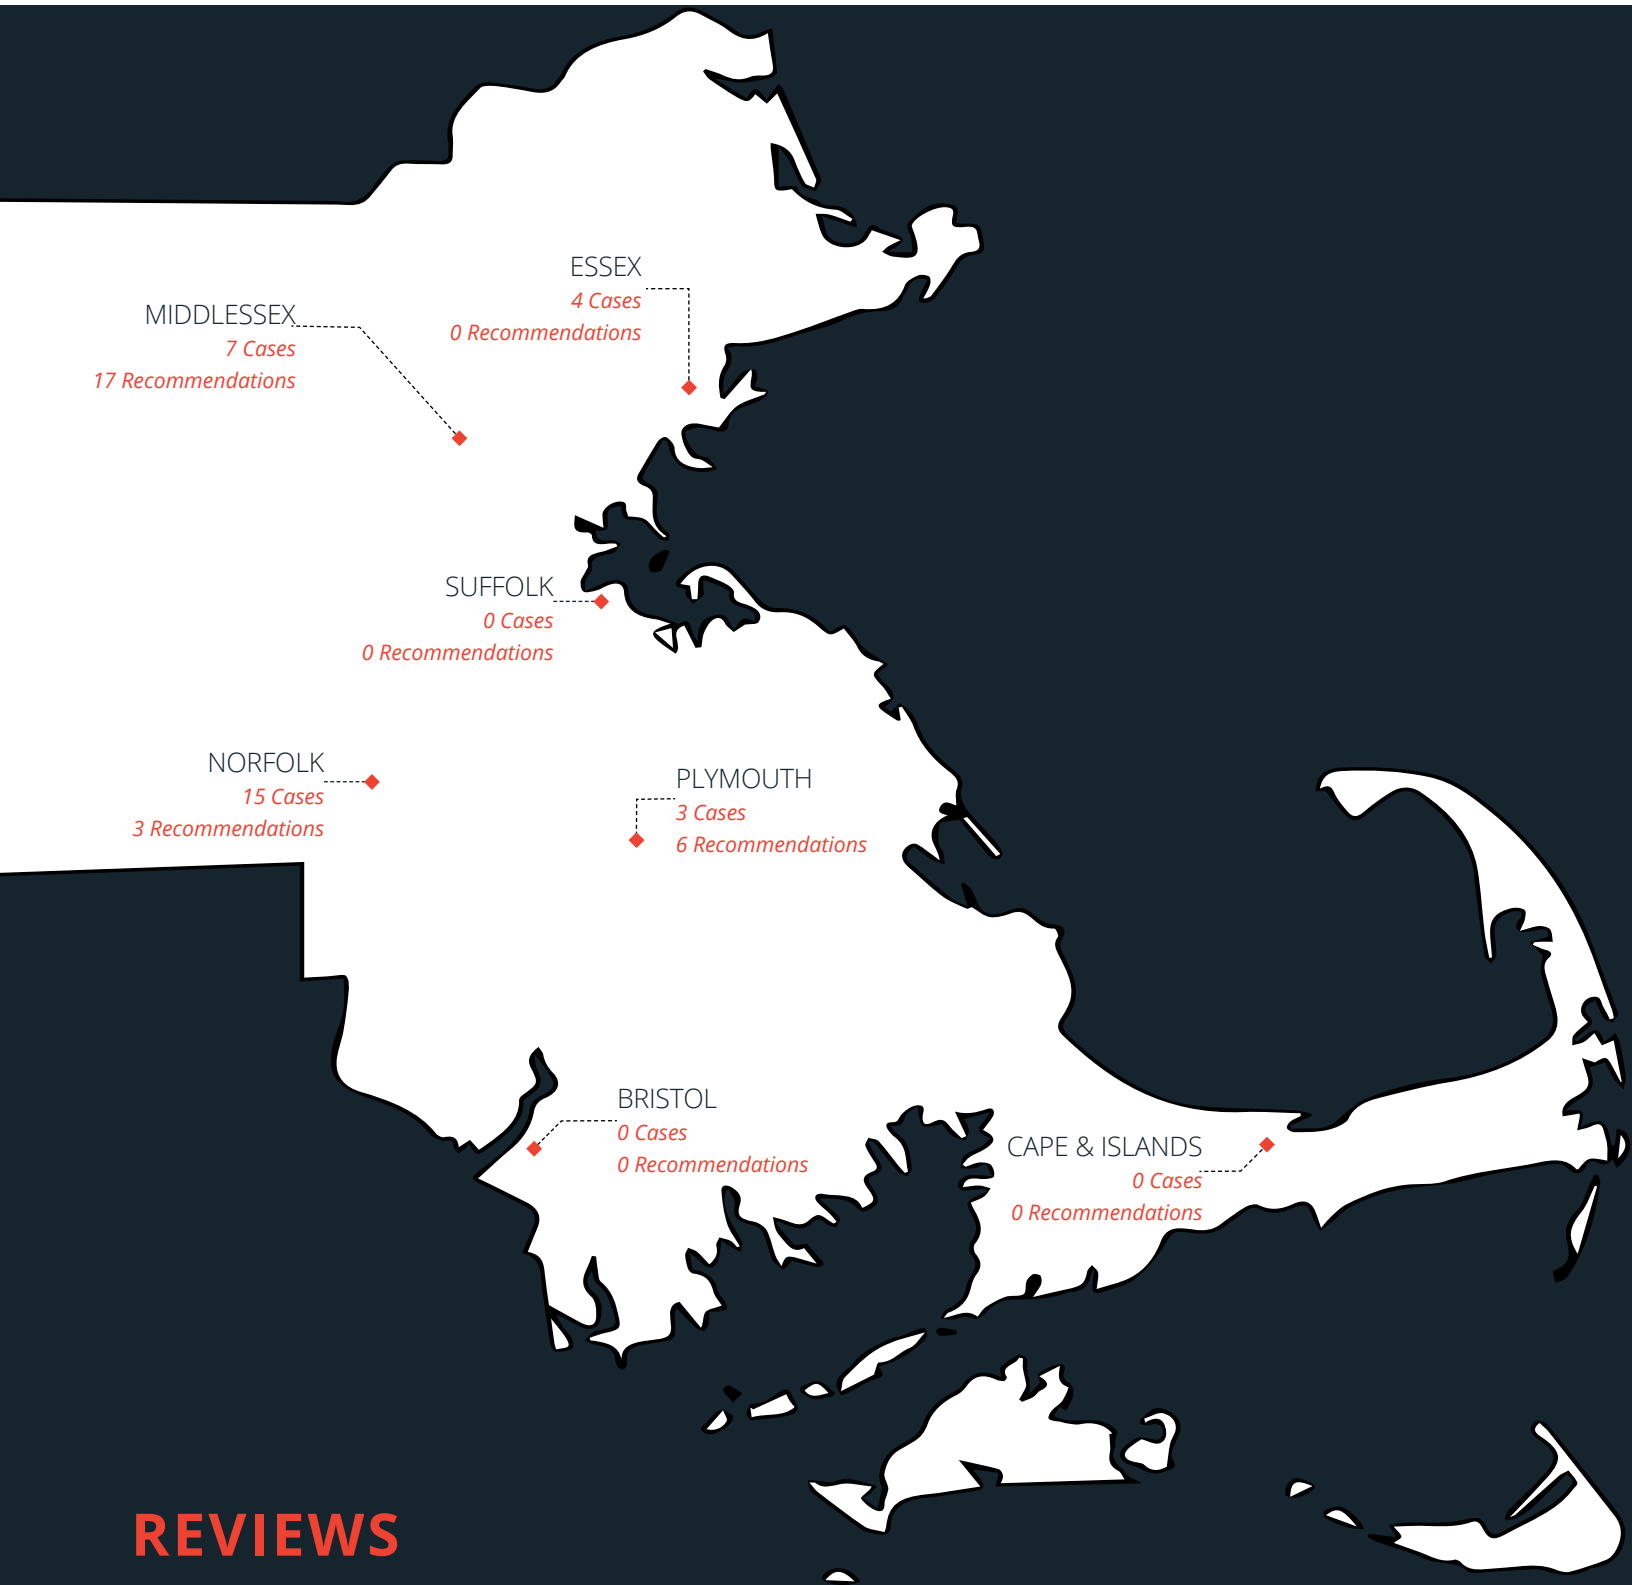 ESSEX
4 Cases
0 Recommendations
MIDDLESSEX
7 Cases
17 Recommendations
SUFFOLK
0 Cases
0 Recommendations
NORFOLK
15 Cases
3 Recommendations
PLYMOUTH
3 Cases
6 Recommendations
BRISTOL
0 Cases
0 Recommendations
CAPE & ISLANDS
0 Cases
0 Recommendations
REVIEWS